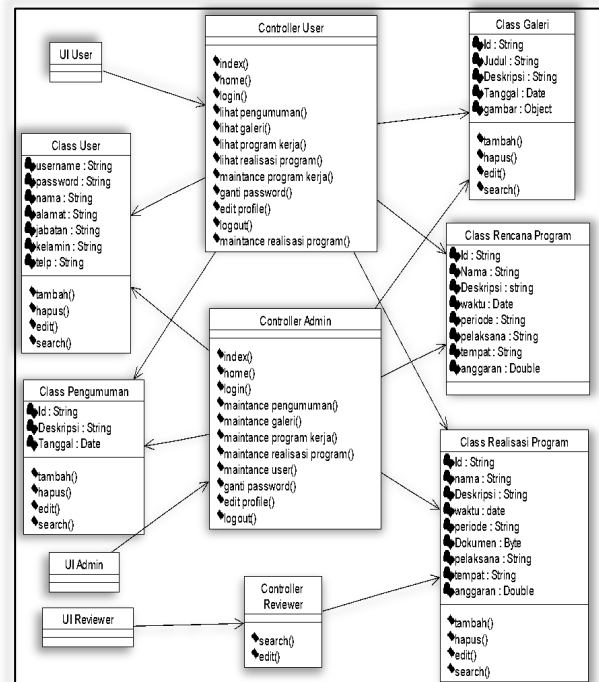 UI User
Controller User
index()
home()
login()
lihat pengumuman()
lihat galeri()
lihat program kerja()
lihat realisasi program()
maintance program kerja()
ganti password()
edit profile()
logout()
maintance realisasi program()
Class Galeri
Id : String
Judul : String
Deskripsi : String
Tanggal : Date
gambar : Object
tambah()
hapus()
edit()
search()
Class User
username : String
password : String
nama : String
alamat : String
jabatan : String
kelamin : String
telp : String
tambah()
hapus()
edit()
search()
Class Rencana Program
Id : String
Nama : String
Deskripsi : string
waktu : Date
periode : String
pelaksana : String
tempat : String
anggaran : Double
Controller Admin
index()
home()
login()
maintance pengumuman()
maintance galeri()
maintance program kerja()
maintance realisasi program()
maintance user()
ganti password()
edit profile()
logout()
Class Pengumuman
Id : String
Deskripsi : String
Tanggal : Date
tambah()
hapus()
edit()
search()
Class Realisasi Program
Id : String
nama : String
Deskripsi : String
waktu : date
periode : String
Dokumen : Byte
pelaksana : String
tempat : String
anggaran : Double
tambah()
hapus()
edit()
search()
UI Admin
UI Reviewer
Controller
Reviewer
search()
edit()